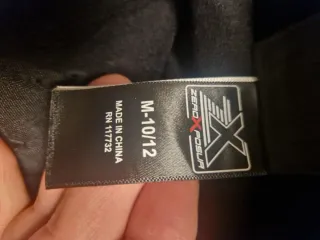 M-10/12
MADE IN CHINA
RN 117732
ZEROXPOSUR